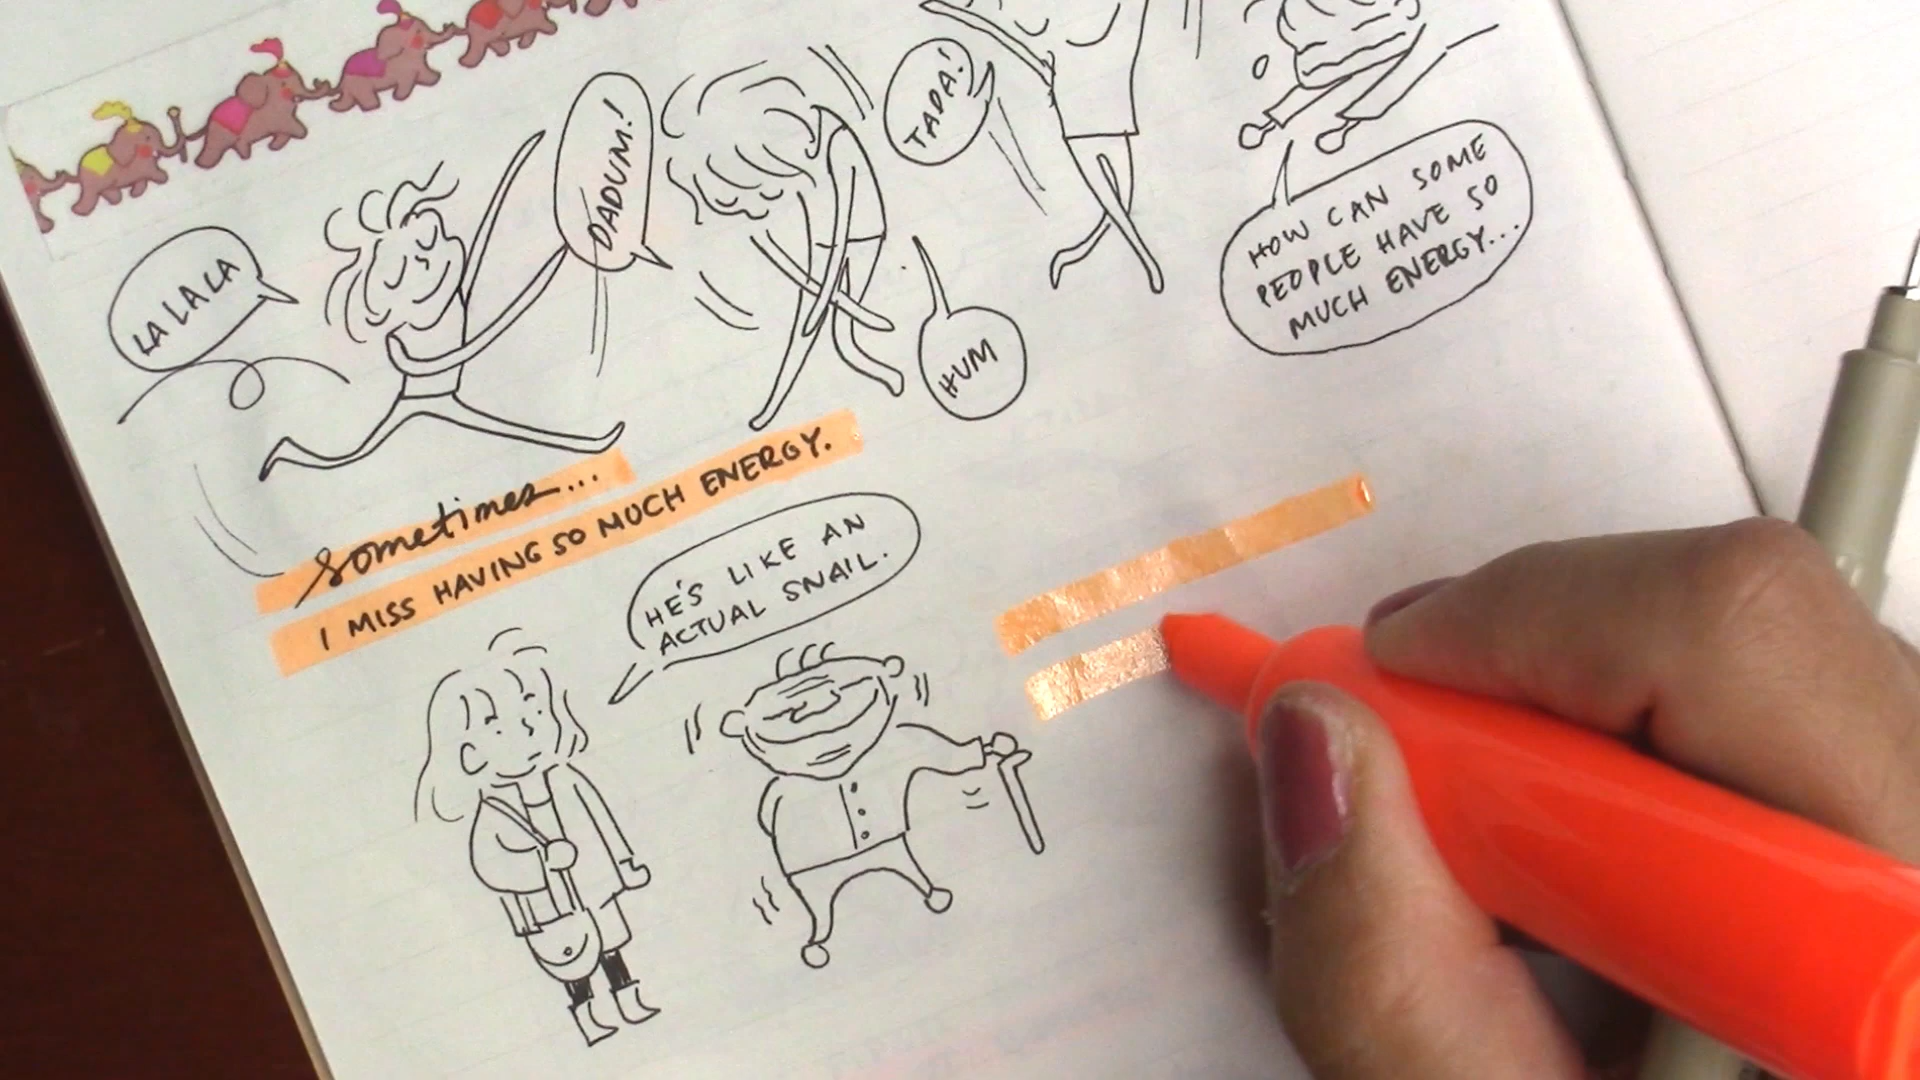 LA LA LA
DADUM!
HUM
TADA!
HOW CAN SOME
PEOPLE HAVE SO
MUCH ENERGY...
sometimes...
I MISS HAVING SO MUCH ENERGY.
HE'S LIKE AN
ACTUAL SNAIL.